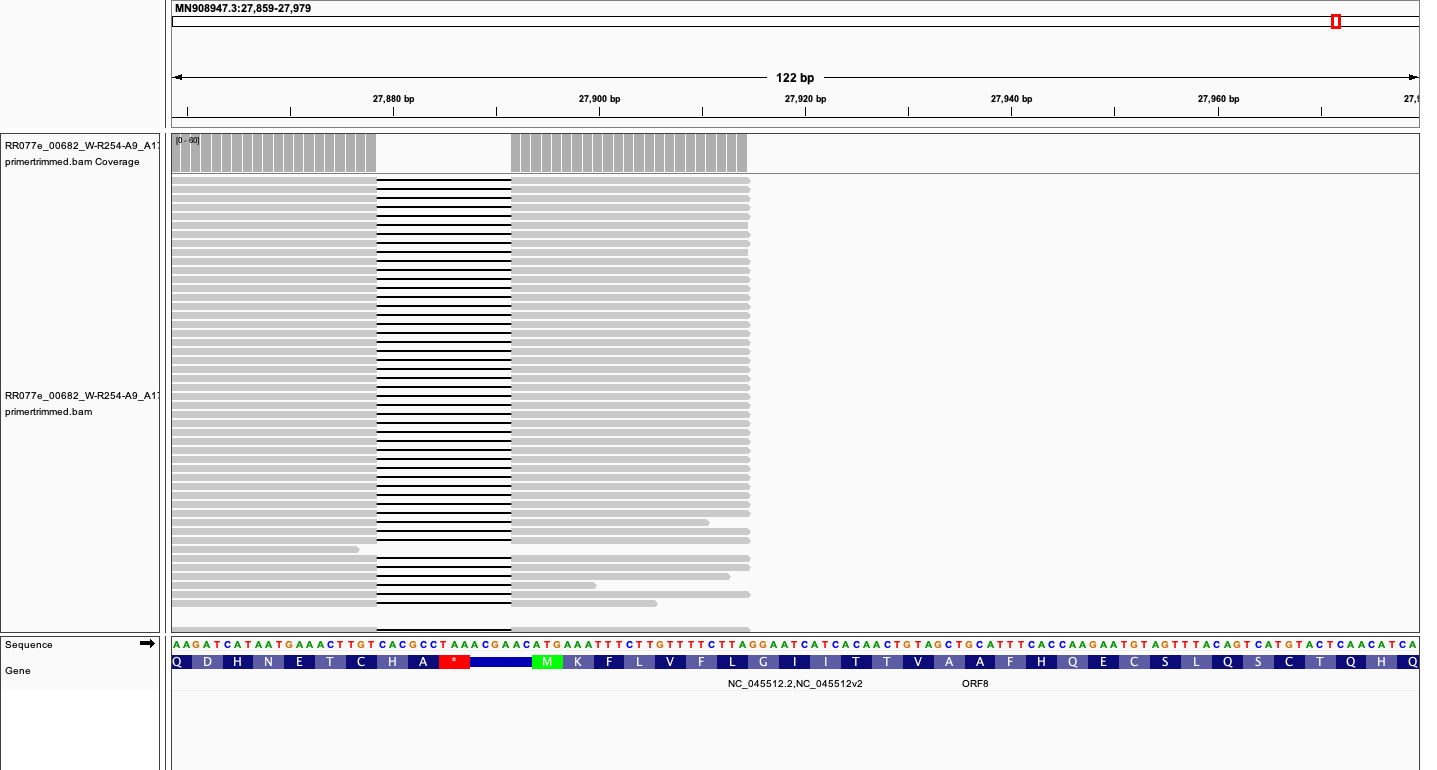 MN908947.3:27,859-27,979
122 bp
27,880 bp 27,900 bp 27,920 bp 27,940 bp 27,960 bp 27,9
[0 - 60]
RR077e_00682_W-R254-A9_A17
primertrimmed.bam Coverage
RR077e_00682_W-R254-A9_A17
primertrimmed.bam
Sequence AAGATCATAATGAAACTTGTCACGCCTAAACGAACATGAAATTTCTTGTTTTCTTAGGAATCATCACAACTGTAGCTGCATTTCACCAAGAATGTAGTTTACAGTCATGTACTCAACATCA
Gene Q D H N E T C H A * M K F L V F L G I I T T V A A F H Q E C S L Q S C T Q H Q
NC_045512.2,NC_045512v2 ORF8